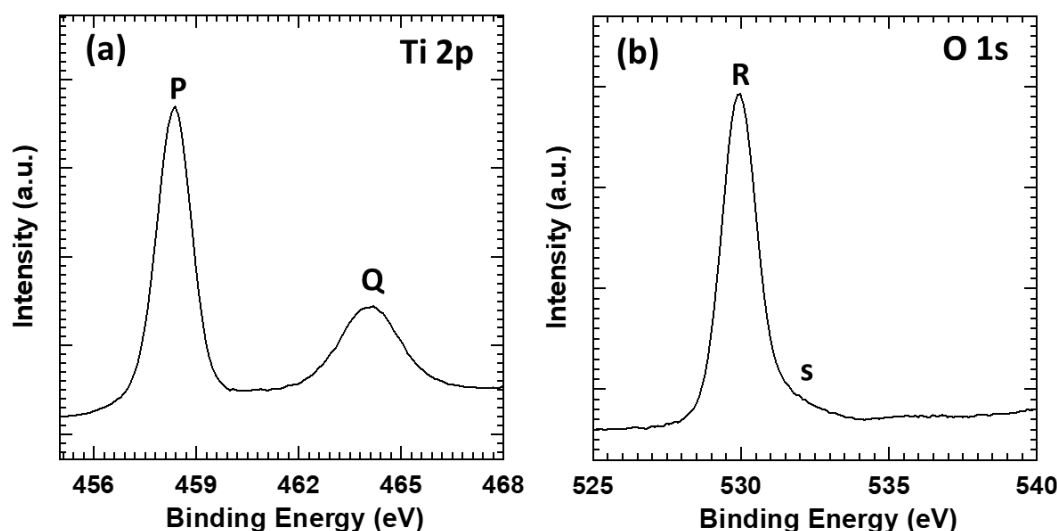 (a)
Ti 2p
P
Q
Intensity (a.u.)
456 459 462 465 468
Binding Energy (eV)
(b)
O 1s
R
s
Intensity (a.u.)
525 530 535 540
Binding Energy (eV)